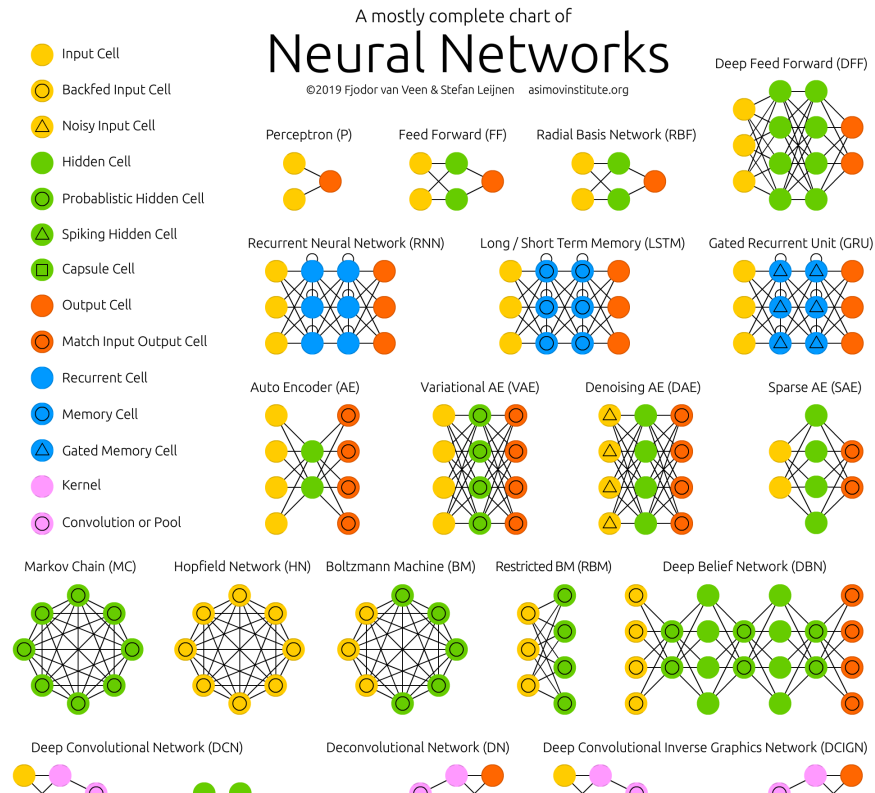 A mostly complete chart of
Neural Networks
©2019 Fjodor van Veen & Stefan Leijnen asimovinstitute.org
Input Cell
Backfed Input Cell
Noisy Input Cell
Hidden Cell
Probablistic Hidden Cell
Spiking Hidden Cell
Capsule Cell
Output Cell
Match Input Output Cell
Recurrent Cell
Memory Cell
Gated Memory Cell
Kernel
Convolution or Pool
Deep Feed Forward (DFF)
Perceptron (P) Feed Forward (FF) Radial Basis Network (RBF)
Recurrent Neural Network (RNN) Long / Short Term Memory (LSTM) Gated Recurrent Unit (GRU)
Auto Encoder (AE) Variational AE (VAE) Denoising AE (DAE) Sparse AE (SAE)
Markov Chain (MC) Hopfield Network (HN) Boltzmann Machine (BM) Restricted BM (RBM) Deep Belief Network (DBN)
Deep Convolutional Network (DCN) Deconvolutional Network (DN) Deep Convolutional Inverse Graphics Network (DCIGN)